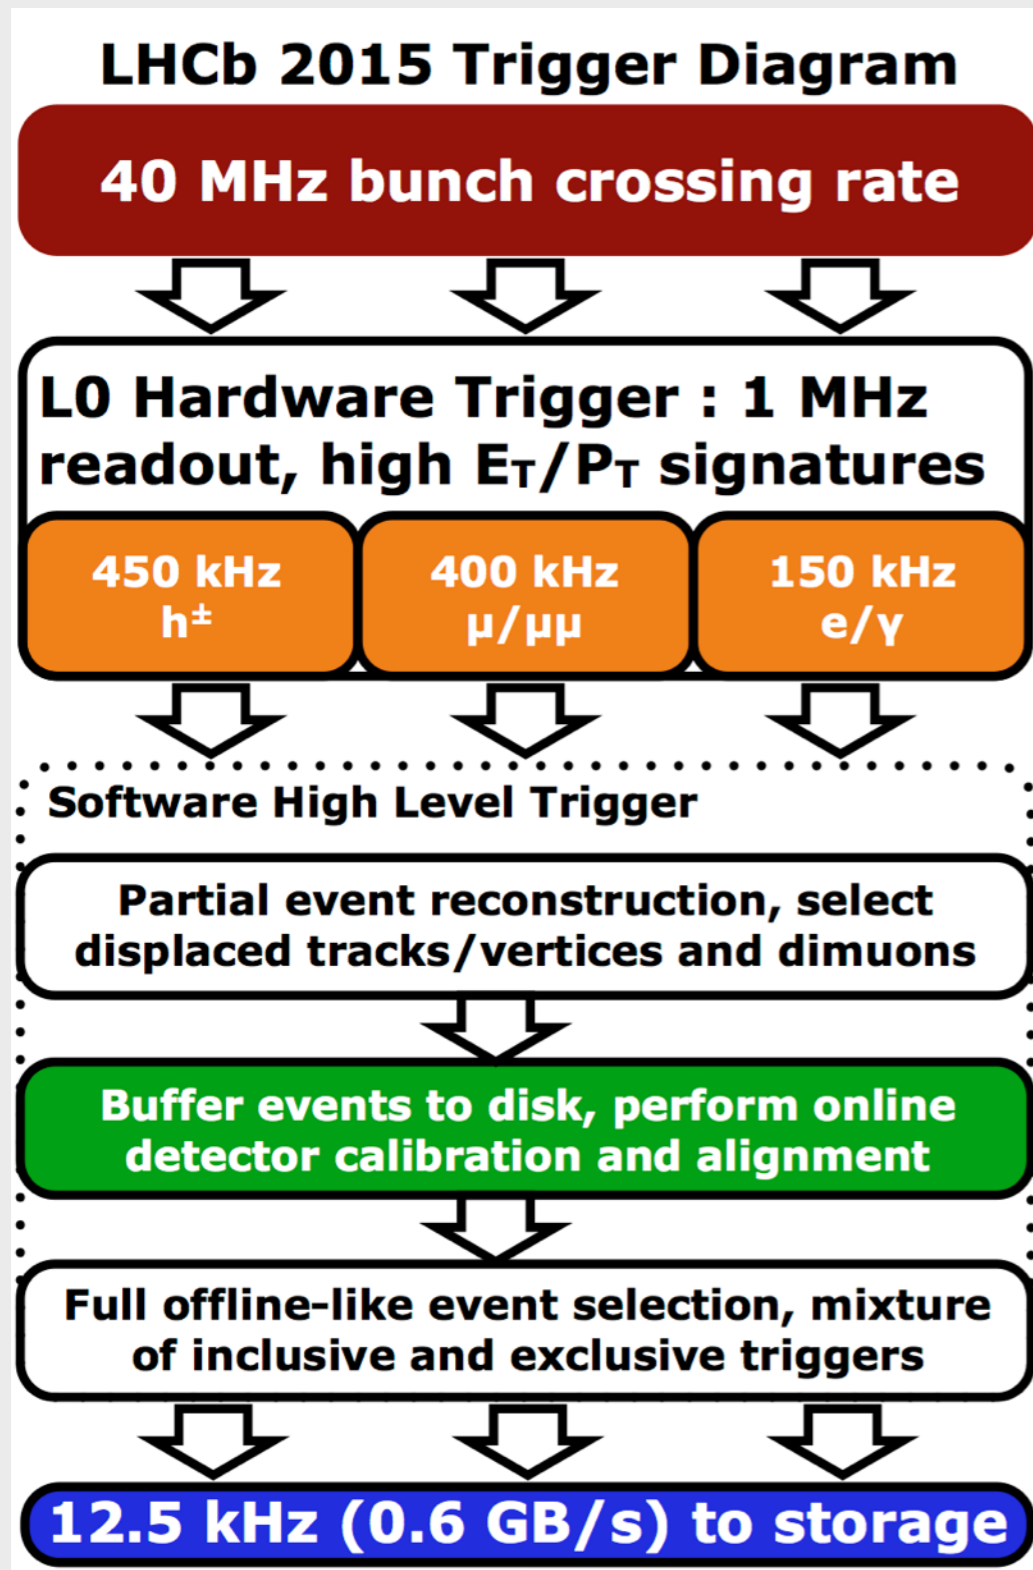 LHCb 2015 Trigger Diagram
40 MHz bunch crossing rate
L0 Hardware Trigger : 1 MHz
readout, high E_T/P_T signatures
450 kHz
h±
400 kHz
μ/μμ
150 kHz
e/γ
Software High Level Trigger
Partial event reconstruction, select
displaced tracks/vertices and dimuons
Buffer events to disk, perform online
detector calibration and alignment
Full offline-like event selection, mixture
of inclusive and exclusive triggers
12.5 kHz (0.6 GB/s) to storage